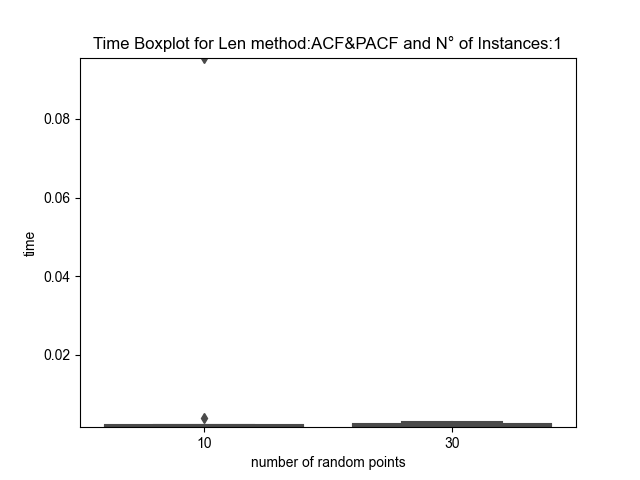 Time Boxplot for Len method:ACF&PACF and N° of Instances:1
0.08
0.06
0.04
0.02
time
10
30
number of random points